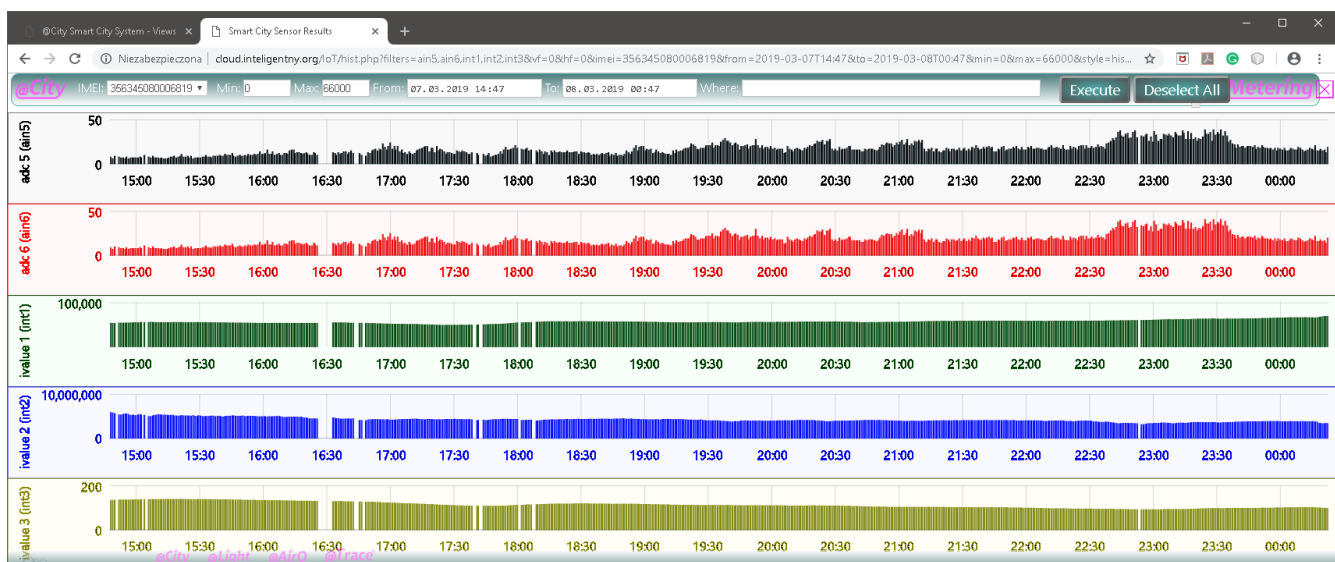 @City Smart City System - Views × Smart City Sensor Results × +
Niezabezpieczona | cloud.inteligentny.org/IoT/hist.php?filters=ain5,ain6,int1,int2,int3&vf=0&hf=0&imei=356345080006819&from=2019-03-07T14:47&to=2019-03-08T00:47&min=0&max=66000&style=his...
@City IMEI: 356345080006819 Min: 0 Max: 66000 From: 07.03.2019 14:47 To: 08.03.2019 00:47 Where: Execute Deselect All Metering
adc 5 (ain5)
50
0
15:00 15:30 16:00 16:30 17:00 17:30 18:00 18:30 19:00 19:30 20:00 20:30 21:00 21:30 22:00 22:30 23:00 23:30 00:00
adc 6 (ain6)
50
0
15:00 15:30 16:00 16:30 17:00 17:30 18:00 18:30 19:00 19:30 20:00 20:30 21:00 21:30 22:00 22:30 23:00 23:30 00:00
ivalue 1 (int1)
100,000
15:00 15:30 16:00 16:30 17:00 17:30 18:00 18:30 19:00 19:30 20:00 20:30 21:00 21:30 22:00 22:30 23:00 23:30 00:00
ivalue 2 (int2)
10,000,000
0
15:00 15:30 16:00 16:30 17:00 17:30 18:00 18:30 19:00 19:30 20:00 20:30 21:00 21:30 22:00 22:30 23:00 23:30 00:00
ivalue 3 (int3)
200
0
15:00 15:30 16:00 16:30 17:00 17:30 18:00 18:30 19:00 19:30 20:00 20:30 21:00 21:30 22:00 22:30 23:00 23:30 00:00
@City @Light @AirQ @Trace